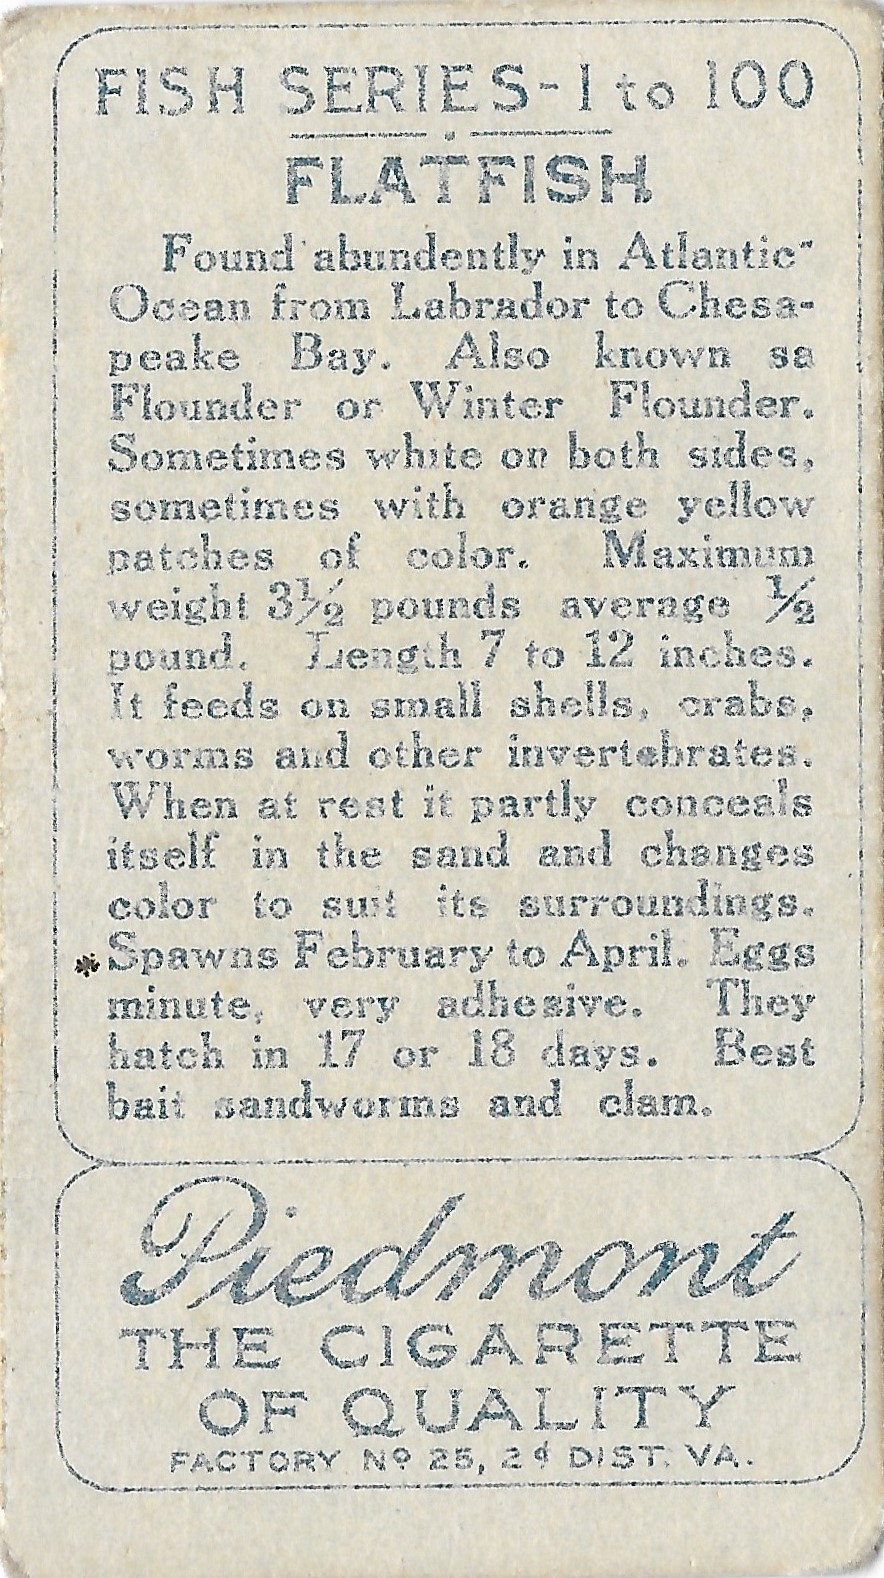 FISH SERIES-1 to 100
FLATFISH
Found abundently in Atlantic
Ocean from Labrador to Chesa-
peake Bay. Also known sa
Flounder or Winter Flounder.
Sometimes white on both sides,
sometimes with orange yellow
patches of color. Maximum
weight 3½ pounds average ½
pound. Length 7 to 12 inches.
It feeds on small shells, crabs,
worms and other invertebrates.
When at rest it partly conceals
itself in the sand and changes
color to suit its surroundings.
Spawns February to April. Eggs
minute, very adhesive. They
hatch in 17 or 18 days. Best
bait sandworms and clam.
Piedmont
THE CIGARETTE
OF QUALITY
FACTORY Nº 25, 2d DIST. VA.